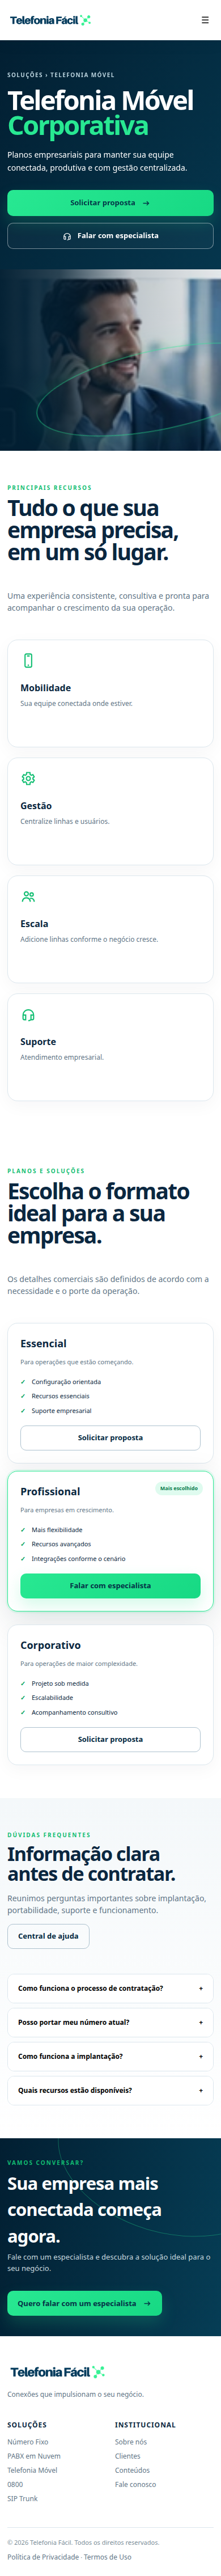 Telefonia Fácil
☰
SOLUÇÕES › TELEFONIA MÓVEL
Telefonia Móvel
Corporativa
Planos empresariais para manter sua equipe
conectada, produtiva e com gestão centralizada.
Solicitar proposta →
Falar com especialista
PRINCIPAIS RECURSOS
Tudo o que sua
empresa precisa,
em um só lugar.
Uma experiência consistente, consultiva e pronta para
acompanhar o crescimento da sua operação.
Mobilidade
Sua equipe conectada onde estiver.
Gestão
Centralize linhas e usuários.
Escala
Adicione linhas conforme o negócio cresce.
Suporte
Atendimento empresarial.
PLANOS E SOLUÇÕES
Escolha o formato
ideal para a sua
empresa.
Os detalhes comerciais são definidos de acordo com a
necessidade e o porte da operação.
Essencial
Para operações que estão começando.
✓ Configuração orientada
✓ Recursos essenciais
✓ Suporte empresarial
Solicitar proposta
Profissional
Mais escolhido
Para empresas em crescimento.
✓ Mais flexibilidade
✓ Recursos avançados
✓ Integrações conforme o cenário
Falar com especialista
Corporativo
Para operações de maior complexidade.
✓ Projeto sob medida
✓ Escalabilidade
✓ Acompanhamento consultivo
Solicitar proposta
DÚVIDAS FREQUENTES
Informação clara
antes de contratar.
Reunimos perguntas importantes sobre implantação,
portabilidade, suporte e funcionamento.
Central de ajuda
Como funciona o processo de contratação? +
Posso portar meu número atual? +
Como funciona a implantação? +
Quais recursos estão disponíveis? +
VAMOS CONVERSAR?
Sua empresa mais
conectada começa
agora.
Fale com um especialista e descubra a solução ideal para o
seu negócio.
Quero falar com um especialista →
Telefonia Fácil
Conexões que impulsionam o seu negócio.
SOLUÇÕES
Número Fixo
PABX em Nuvem
Telefonia Móvel
0800
SIP Trunk
INSTITUCIONAL
Sobre nós
Clientes
Conteúdos
Fale conosco
© 2026 Telefonia Fácil. Todos os direitos reservados.
Política de Privacidade · Termos de Uso